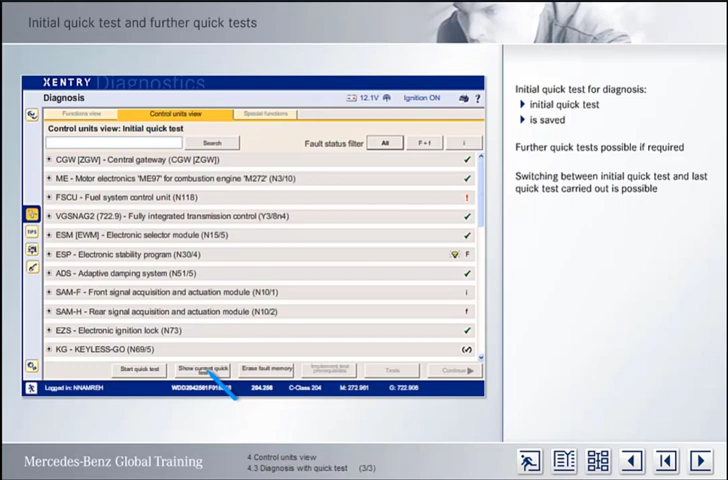 Initial quick test and further quick tests
XENTRY Diagnostics
Diagnosis
12.1V
Ignition ON
?
Functions view
Control units view
Special functions
Control units view: Initial quick test
Search
Fault status filter
All
F + f
i
CGW [ZGW] - Central gateway (CGW [ZGW])
ME - Motor electronics 'ME97' for combustion engine 'M272' (N3/10)
FSCU - Fuel system control unit (N118)
!
VGSNAG2 (722.9) - Fully integrated transmission control (Y3/8n4)
ESM [EWM] - Electronic selector module (N15/5)
ESP - Electronic stability program (N30/4)
F
ADS - Adaptive damping system (N51/5)
SAM-F - Front signal acquisition and actuation module (N10/1)
i
SAM-H - Rear signal acquisition and actuation module (N10/2)
f
EZS - Electronic ignition lock (N73)
KG - KEYLESS-GO (N69/5)
TIPS
Start quick test
Show current quick test
Erase fault memory
Implement test prerequisites
Tests
Continue
Logged in: NNAMREH
204.256
C-Class 204
M: 272.961
G: 722.906
Initial quick test for diagnosis:
initial quick test
is saved
Further quick tests possible if required
Switching between initial quick test and last
quick test carried out is possible
Mercedes-Benz Global Training
4 Control units view
4.3 Diagnosis with quick test (3/3)